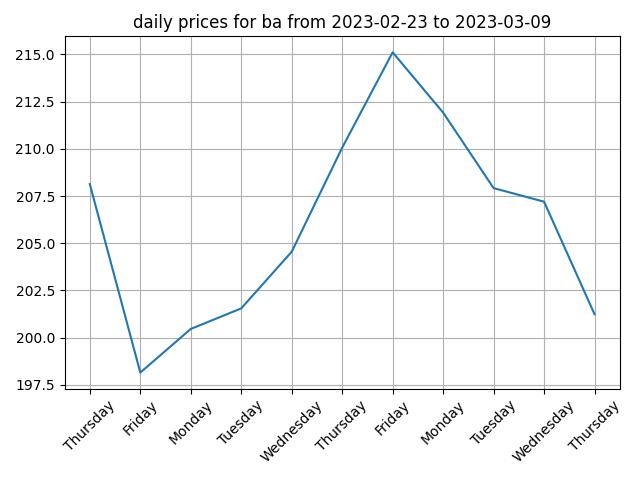 daily prices for ba from 2023-02-23 to 2023-03-09
215.0
212.5
210.0
207.5
205.0
202.5
200.0
197.5
Thursday
Friday
Monday
Tuesday
Wednesday
Thursday
Friday
Monday
Tuesday
Wednesday
Thursday